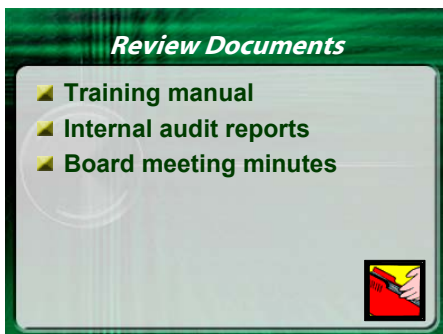 Review Documents
Training manual
Internal audit reports
Board meeting minutes